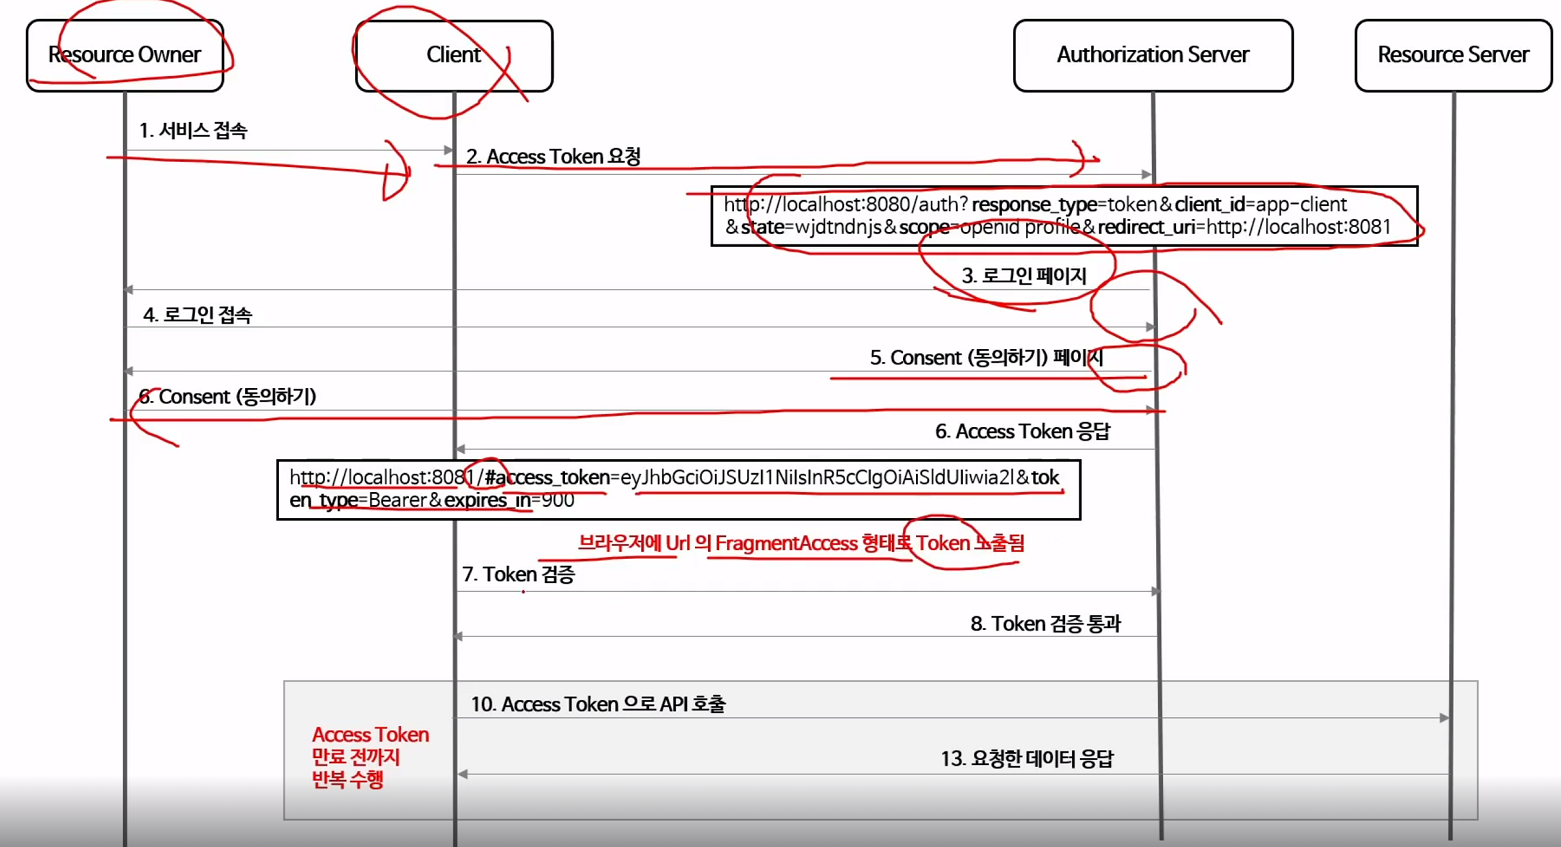 Resource Owner
Client
Authorization Server
Resource Server
1. 서비스 접속
2. Access Token 요청
http://localhost:8080/auth?response_type=token&client_id=app-client
&state=wjdtndnjs&scope=openid profile&redirect_uri=http://localhost:8081
3. 로그인 페이지
4. 로그인 접속
5. Consent (동의하기) 페이지
6. Consent (동의하기)
6. Access Token 응답
http://localhost:8081/#access_token=eyJhbGciOiJSUzI1NiIsInR5cCIgOiAiSldUIiwia2l&tok
en_type=Bearer&expires_in=900
브라우저에 Url 의 FragmentAccess 형태로 Token 노출됨
7. Token 검증
8. Token 검증 통과
10. Access Token 으로 API 호출
Access Token
만료 전까지
반복 수행
13. 요청한 데이터 응답